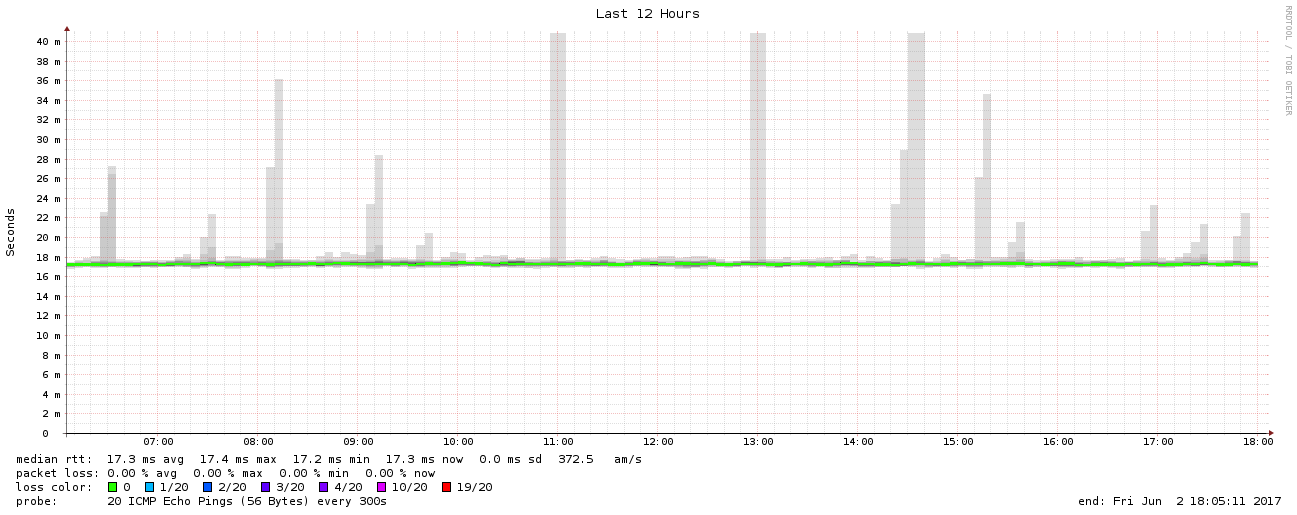 Last 12 Hours
RRDTOOL / TOBI OETIKER
Seconds
40 m
38 m
36 m
34 m
32 m
30 m
28 m
26 m
24 m
22 m
20 m
18 m
16 m
14 m
12 m
10 m
8 m
6 m
4 m
2 m
0
07:00 08:00 09:00 10:00 11:00 12:00 13:00 14:00 15:00 16:00 17:00 18:00
median rtt: 17.3 ms avg 17.4 ms max 17.2 ms min 17.3 ms now 0.0 ms sd 372.5 am/s
packet loss: 0.00 % avg 0.00 % max 0.00 % min 0.00 % now
loss color: 0 1/20 2/20 3/20 4/20 10/20 19/20
probe: 20 ICMP Echo Pings (56 Bytes) every 300s end: Fri Jun 2 18:05:11 2017